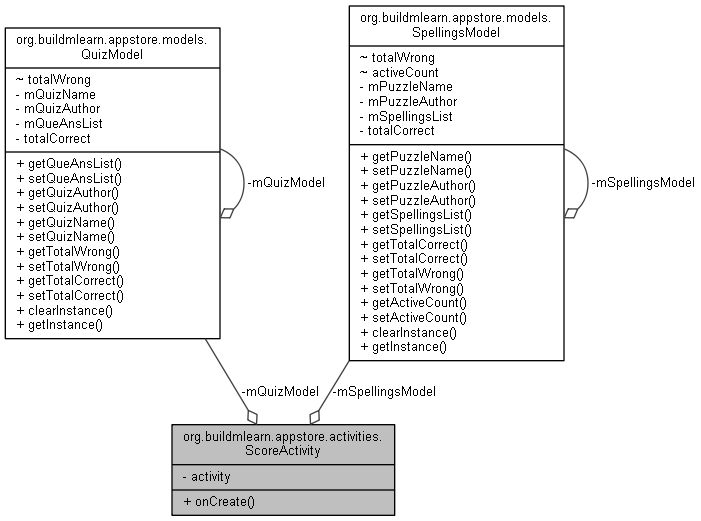 org.buildmlearn.appstore.models.
QuizModel
~ totalWrong
- mQuizName
- mQuizAuthor
- mQueAnsList
- totalCorrect
+ getQueAnsList()
+ setQueAnsList()
+ getQuizAuthor()
+ setQuizAuthor()
+ getQuizName()
+ setQuizName()
+ getTotalWrong()
+ setTotalWrong()
+ getTotalCorrect()
+ setTotalCorrect()
+ clearInstance()
+ getInstance()
-mQuizModel
org.buildmlearn.appstore.models.
SpellingsModel
~ totalWrong
~ activeCount
- mPuzzleName
- mPuzzleAuthor
- mSpellingsList
- totalCorrect
+ getPuzzleName()
+ setPuzzleName()
+ getPuzzleAuthor()
+ setPuzzleAuthor()
+ getSpellingsList()
+ setSpellingsList()
+ getTotalCorrect()
+ setTotalCorrect()
+ getTotalWrong()
+ setTotalWrong()
+ getActiveCount()
+ setActiveCount()
+ clearInstance()
+ getInstance()
-mSpellingsModel
-mQuizModel
-mSpellingsModel
org.buildmlearn.appstore.activities.
ScoreActivity
- activity
+ onCreate()